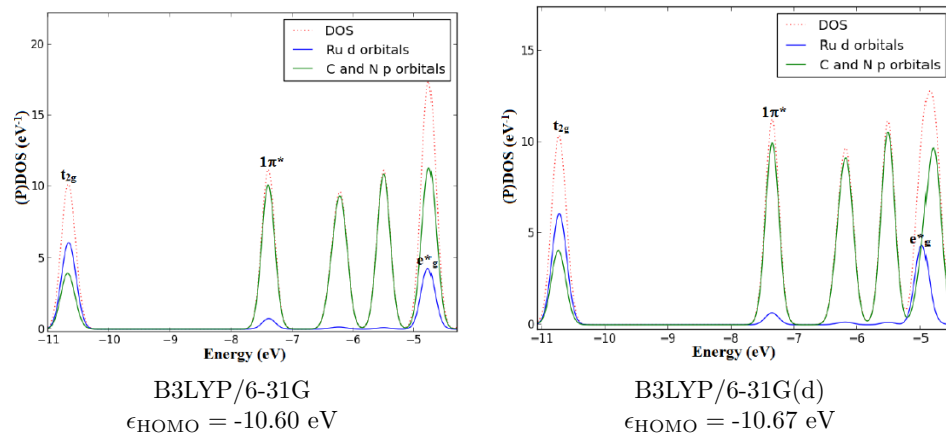 DOS
Ru d orbitals
C and N p orbitals
20
15
10
5
0
(P)DOS (eV⁻¹)
t₂g
1π*
e*g
−11 −10 −9 −8 −7 −6 −5
Energy (eV)
B3LYP/6-31G
ϵHOMO = -10.60 eV
DOS
Ru d orbitals
C and N p orbitals
15
10
5
0
(P)DOS (eV⁻¹)
t₂g
1π*
e*g
−11 −10 −9 −8 −7 −6 −5
Energy (eV)
B3LYP/6-31G(d)
ϵHOMO = -10.67 eV